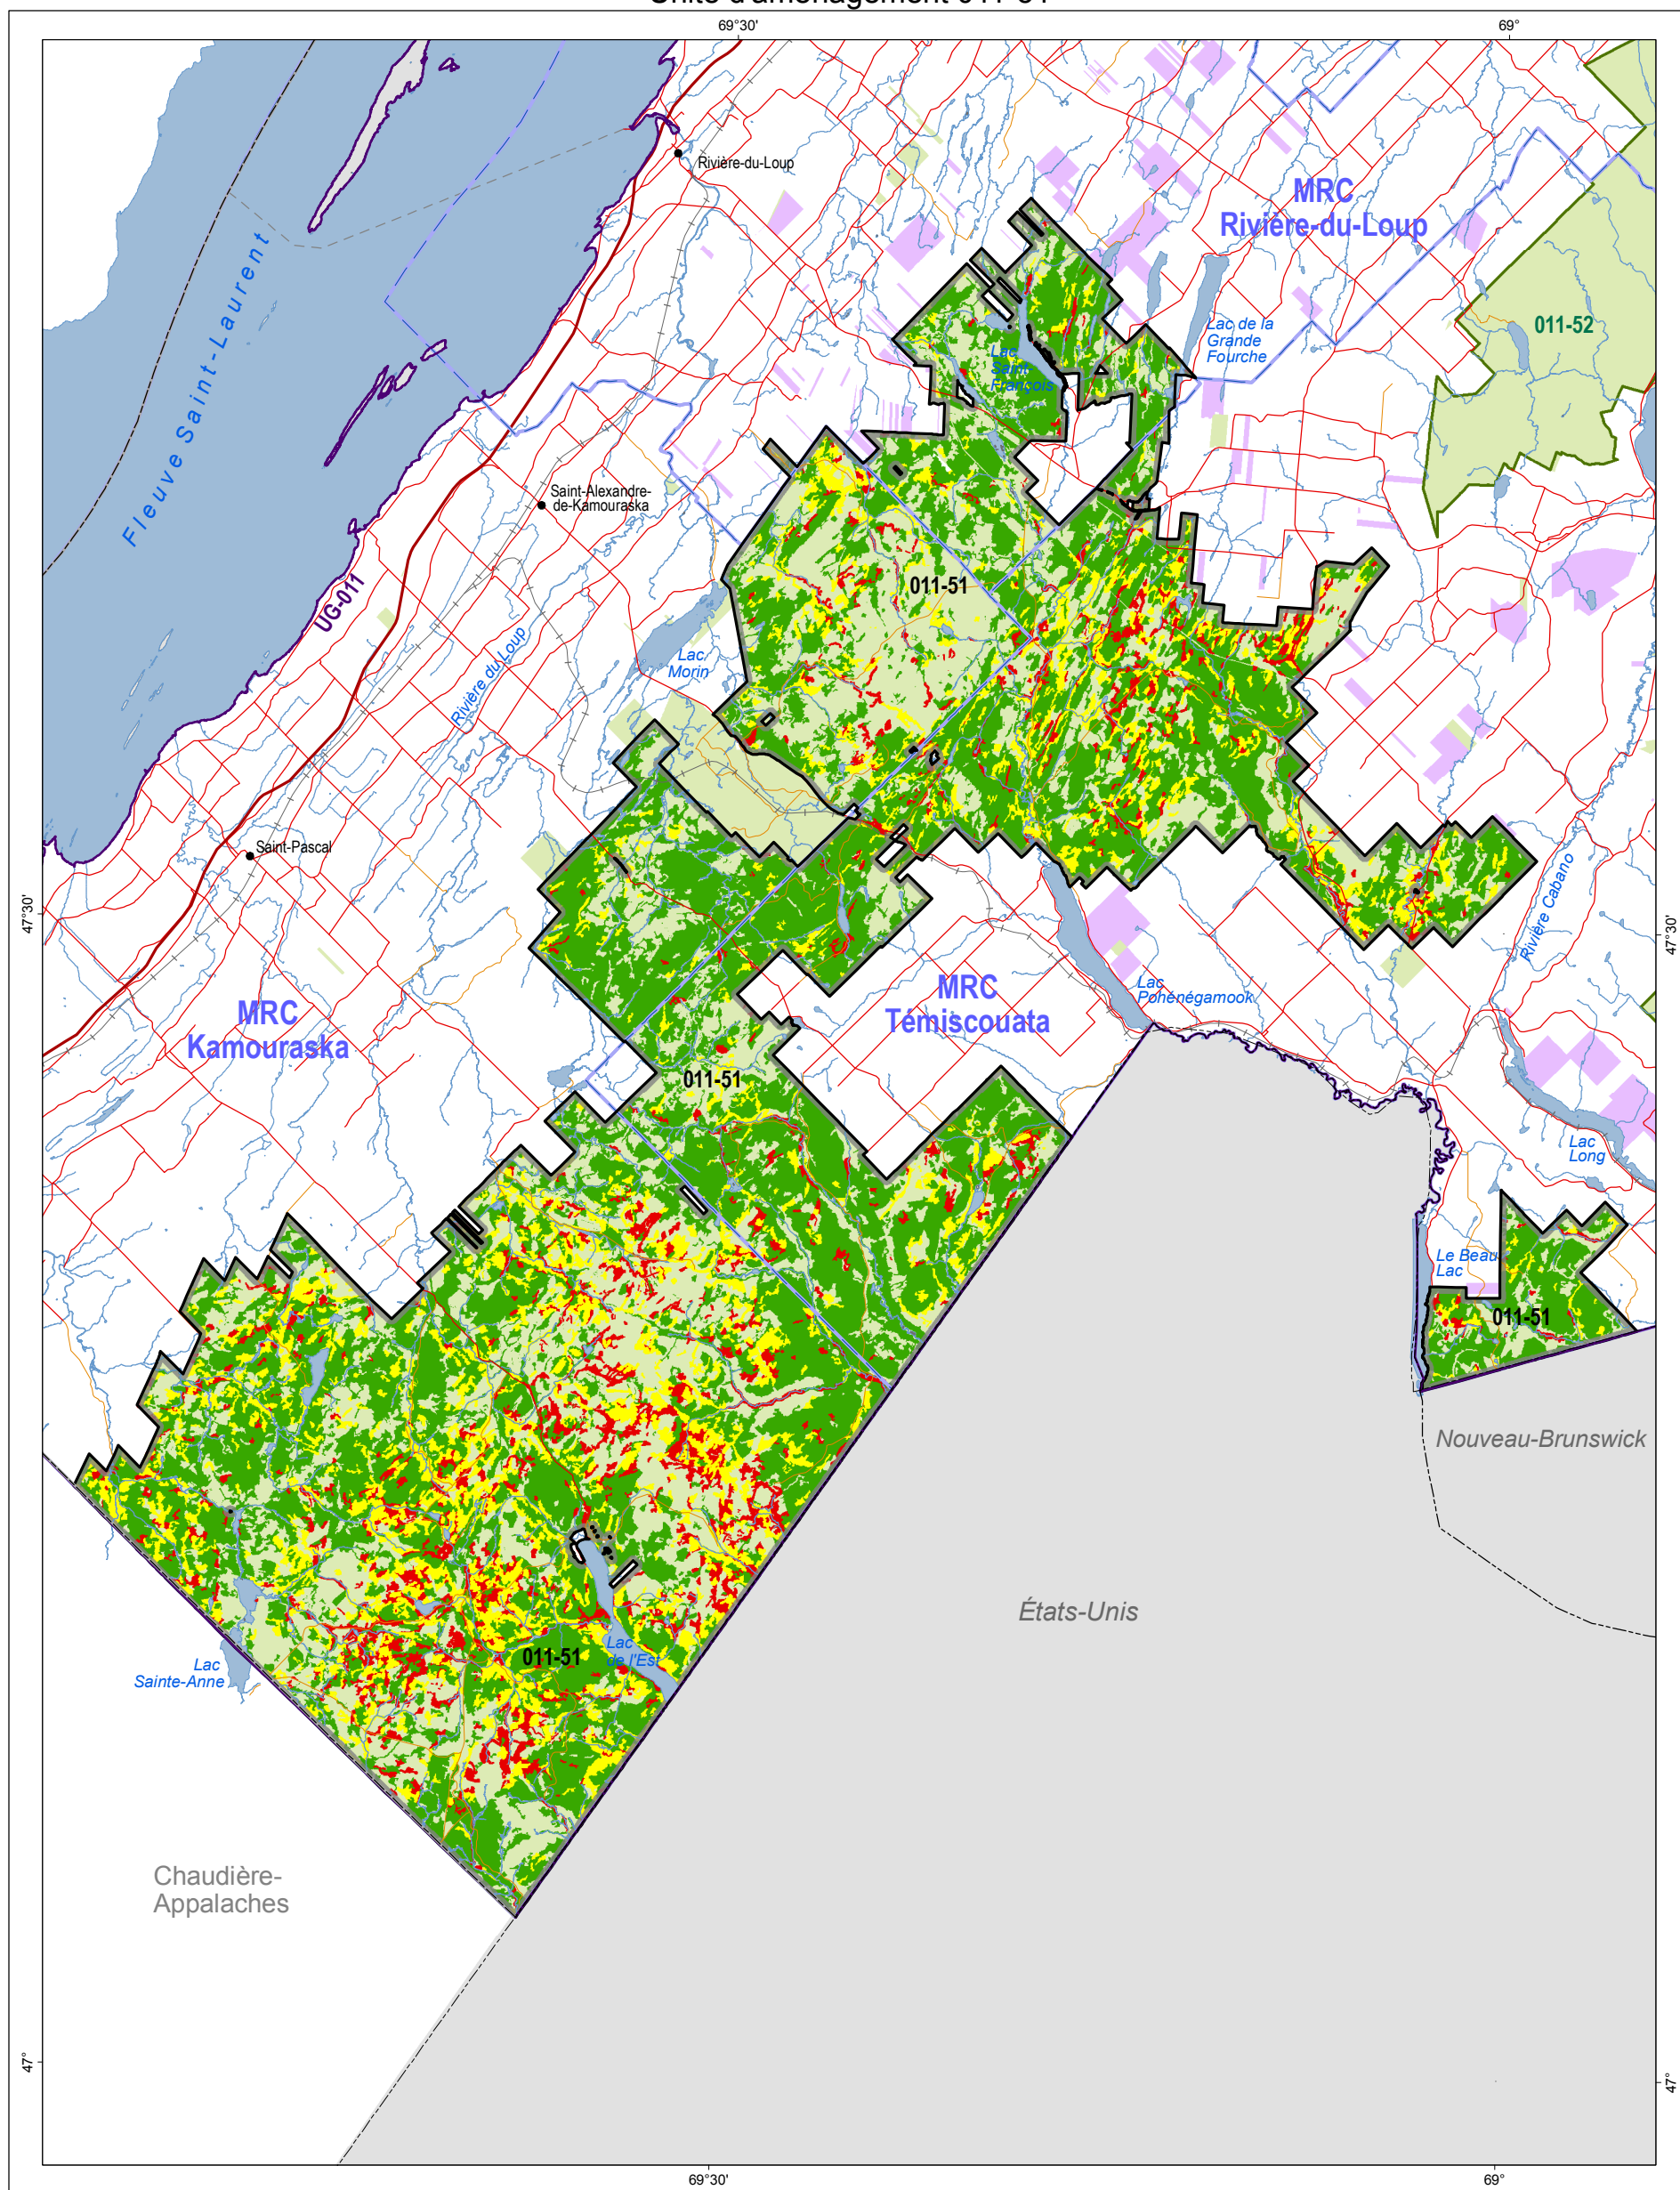 Unité d'aménagement 011-51
69°30'
69°
Rivière-du-Loup
MRC
Rivière-du-Loup
Fleuve Saint-Laurent
Lac de la
Grande
Fourche
011-52
Lac
Saint-
François
Saint-Alexandre-
de-Kamouraska
011-51
UG-011
Rivière du Loup
Lac
Morin
Saint-Pascal
47°30'
47°30'
Rivière Cabano
MRC
Kamouraska
MRC
Témiscouata
Lac
Pohénégamook
011-51
Lac
Long
Le Beau
Lac
011-51
Nouveau-Brunswick
États-Unis
011-51
Lac
de l'Est
Lac
Sainte-Anne
Chaudière-
Appalaches
47°
47°
69°30'
69°